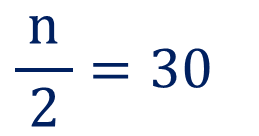 n/2 = 30